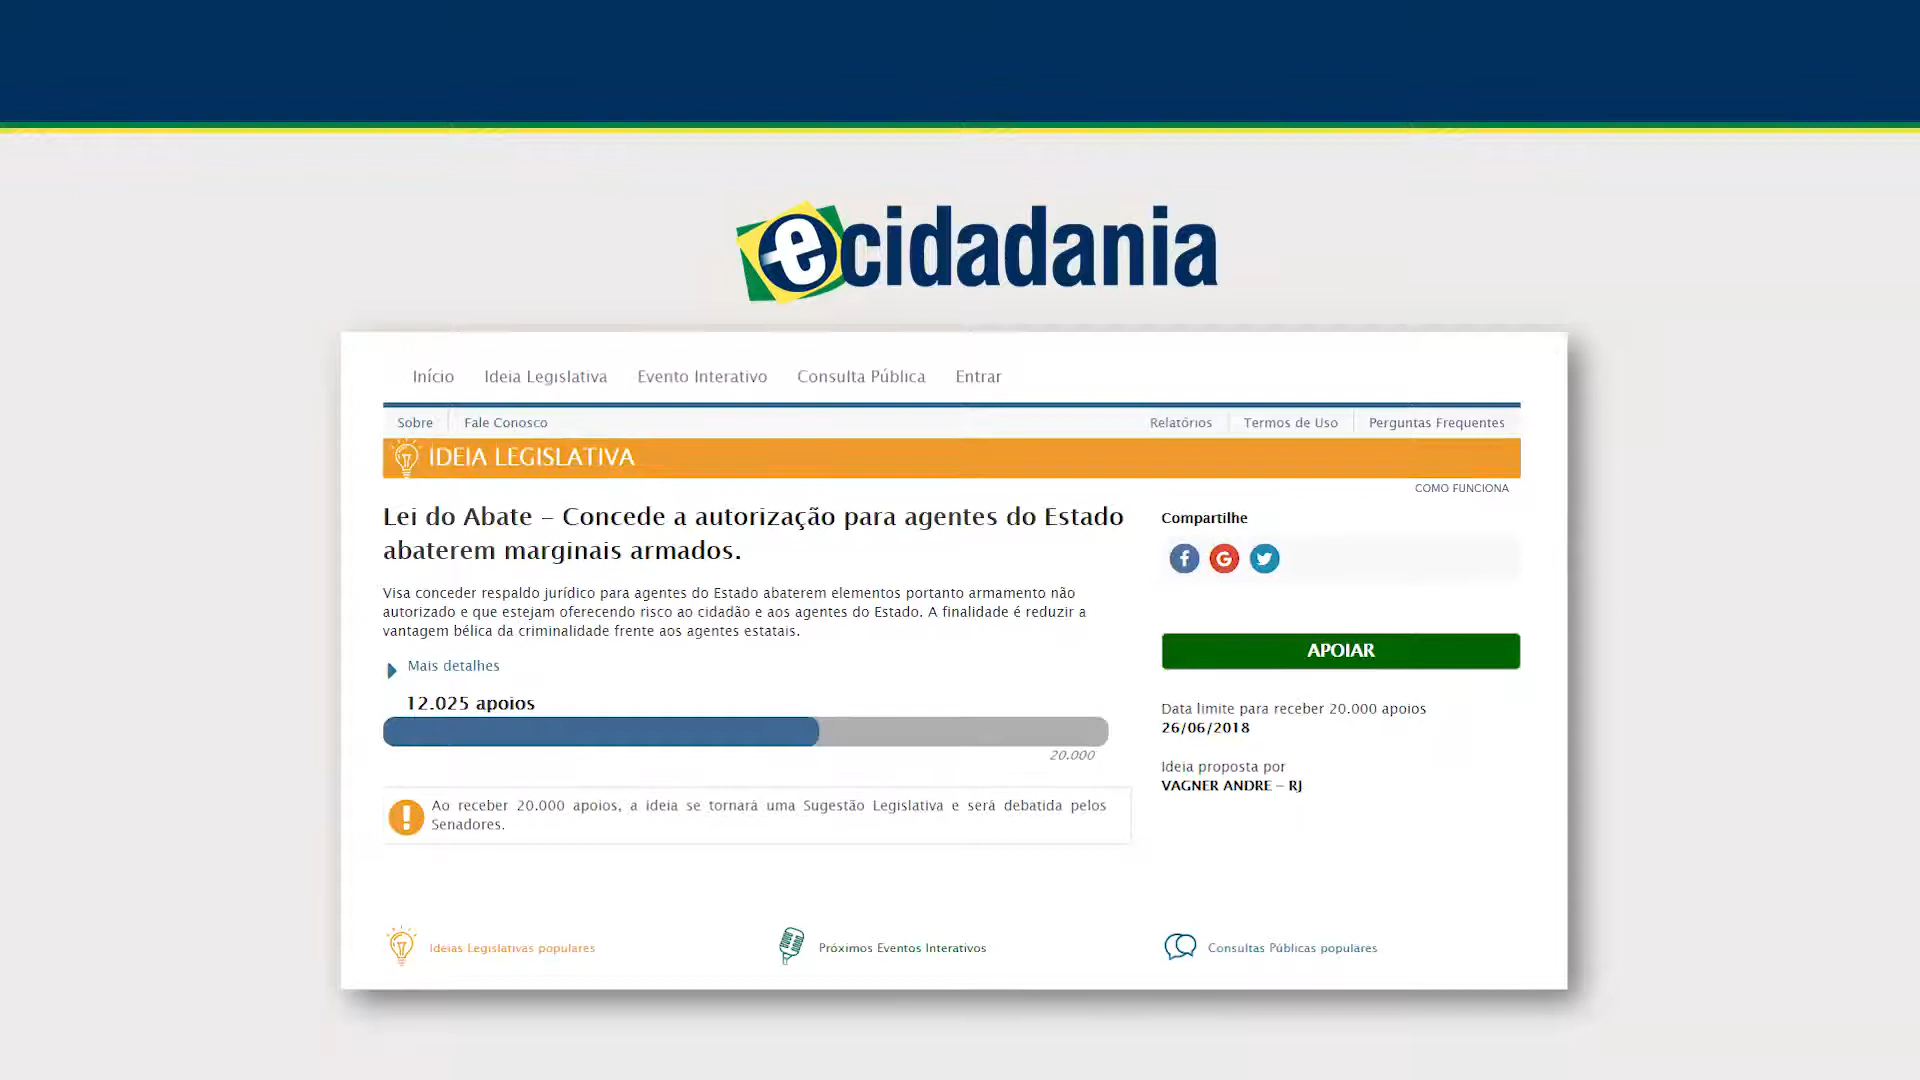 ecidadania
Início Ideia Legislativa Evento Interativo Consulta Pública Entrar
Sobre Fale Conosco Relatórios Termos de Uso Perguntas Frequentes
IDEIA LEGISLATIVA
COMO FUNCIONA
Lei do Abate – Concede a autorização para agentes do Estado
abaterem marginais armados.
Visa conceder respaldo jurídico para agentes do Estado abaterem elementos portanto armamento não
autorizado e que estejam oferecendo risco ao cidadão e aos agentes do Estado. A finalidade é reduzir a
vantagem bélica da criminalidade frente aos agentes estatais.
Mais detalhes
12.025 apoios
20.000
Ao receber 20.000 apoios, a ideia se tornará uma Sugestão Legislativa e será debatida pelos
Senadores.
Compartilhe
f G
APOIAR
Data limite para receber 20.000 apoios
26/06/2018
Ideia proposta por
VAGNER ANDRE – RJ
Ideias Legislativas populares
Próximos Eventos Interativos
Consultas Públicas populares